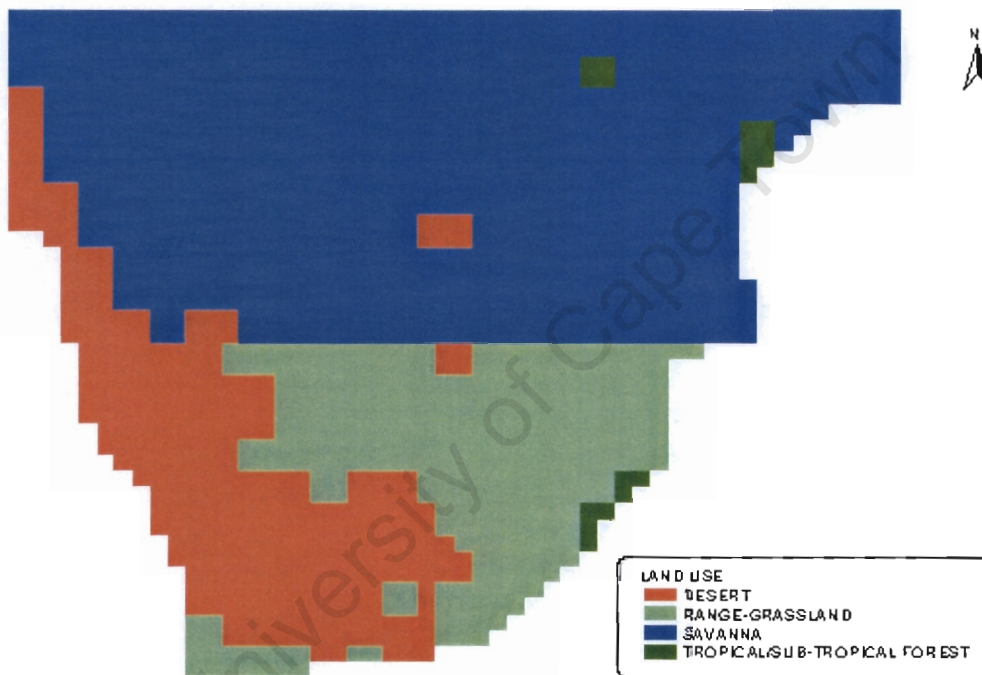 N
University of Cape Town
LAND USE
DESERT
RANGE-GRASSLAND
SAVANNA
TROPICAL/SUB-TROPICAL FOREST